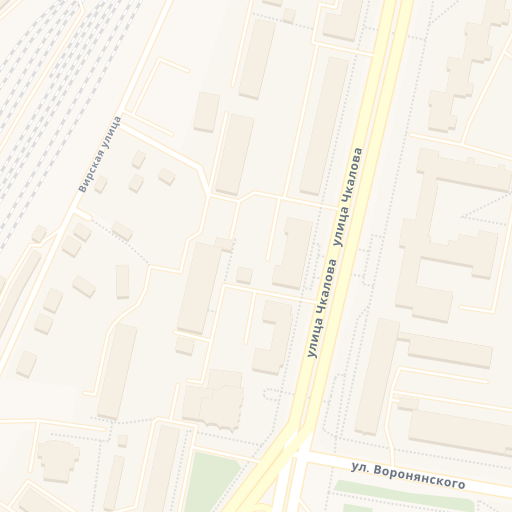 Вирская улица
улица Чкалова
улица Чкалова
ул. Воронянского